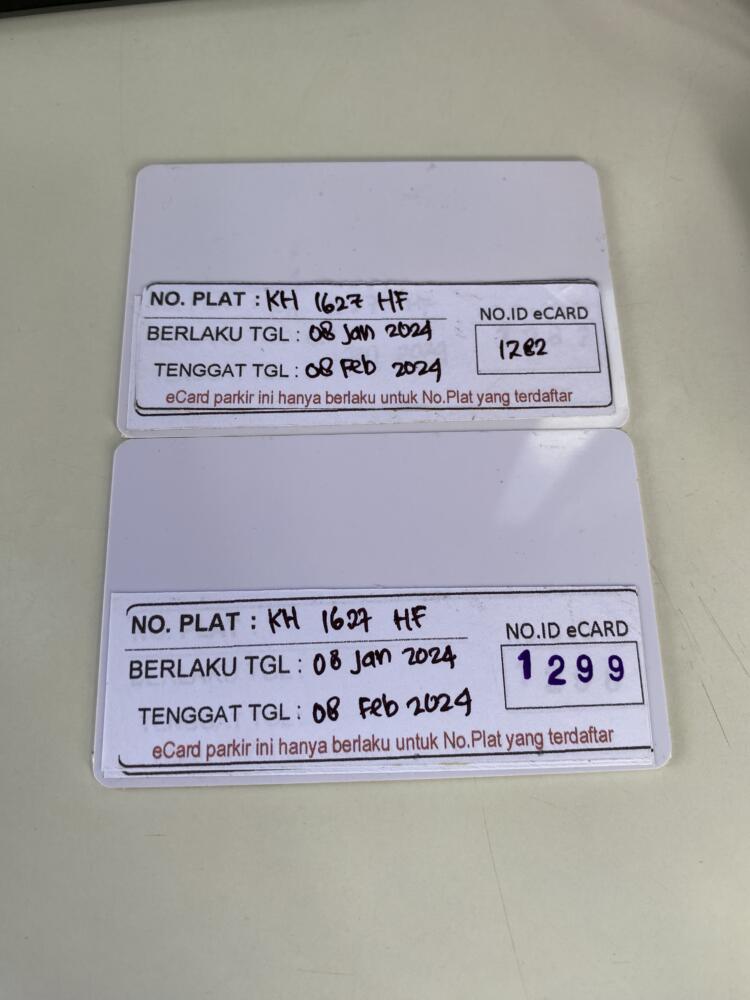 NO. PLAT : KH 1627 HF
BERLAKU TGL : 08 Jan 2024
TENGGAT TGL : 08 Feb 2024
NO.ID eCARD
1282
eCard parkir ini hanya berlaku untuk No.Plat yang terdaftar
NO. PLAT : KH 1627 HF
BERLAKU TGL : 08 Jan 2024
TENGGAT TGL : 08 Feb 2024
NO.ID eCARD
1299
eCard parkir ini hanya berlaku untuk No.Plat yang terdaftar